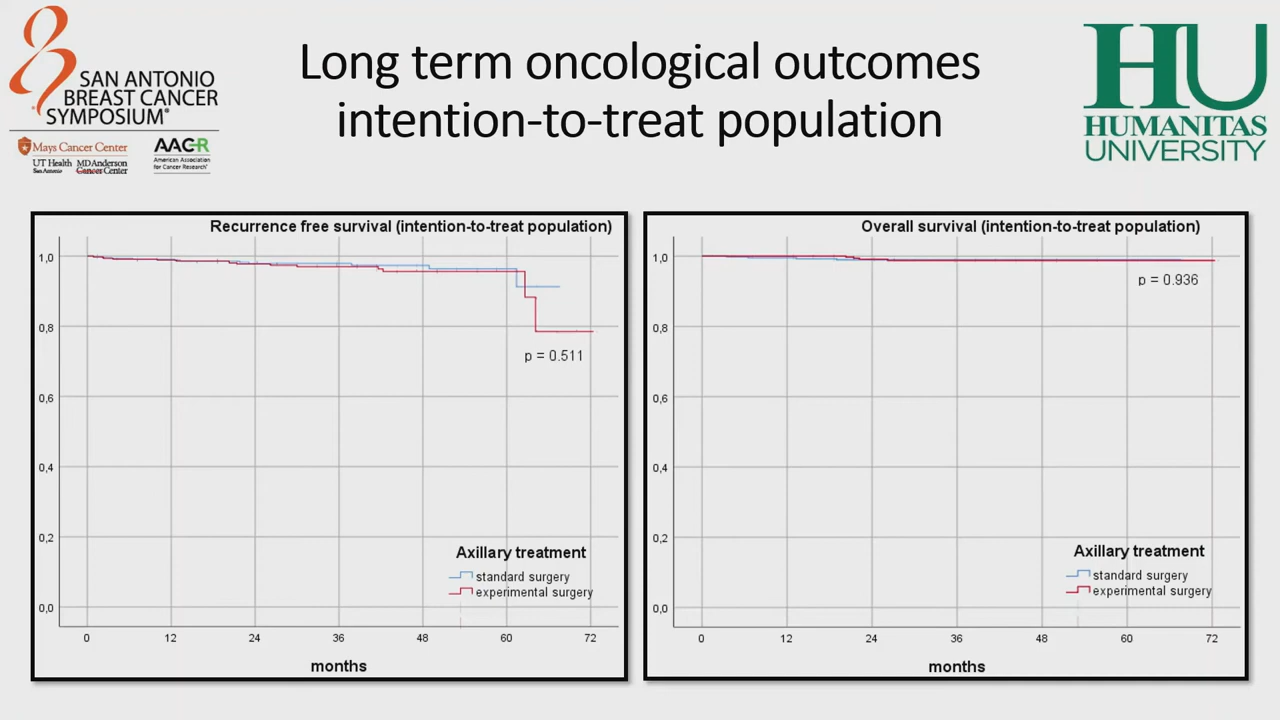 SAN ANTONIO
BREAST CANCER
SYMPOSIUM®
Mays Cancer Center
UT Health
San Antonio
MDAnderson
Cancer Center
AACR
American Association
for Cancer Research®
Long term oncological outcomes
intention-to-treat population
HU
HUMANITAS
UNIVERSITY
Recurrence free survival (intention-to-treat population)
1,0
0,8
0,6
0,4
0,2
0,0
p = 0.511
Axillary treatment
standard surgery
experimental surgery
0 12 24 36 48 60 72
months
Overall survival (intention-to-treat population)
1,0
0,8
0,6
0,4
0,2
0,0
p = 0.936
Axillary treatment
standard surgery
experimental surgery
0 12 24 36 48 60 72
months